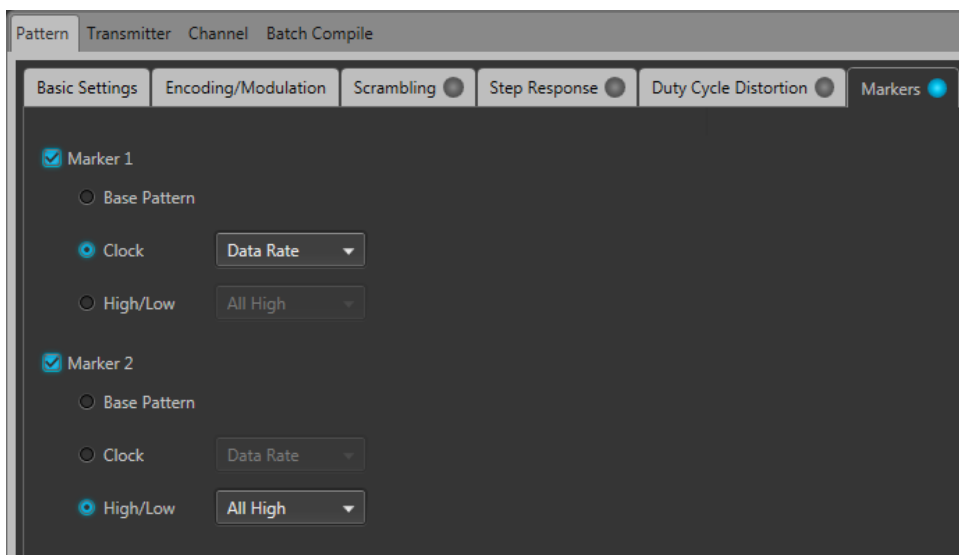 Pattern Transmitter Channel Batch Compile
Basic Settings Encoding/Modulation Scrambling Step Response Duty Cycle Distortion Markers
Marker 1
Base Pattern
Clock Data Rate
High/Low All High
Marker 2
Base Pattern
Clock Data Rate
High/Low All High